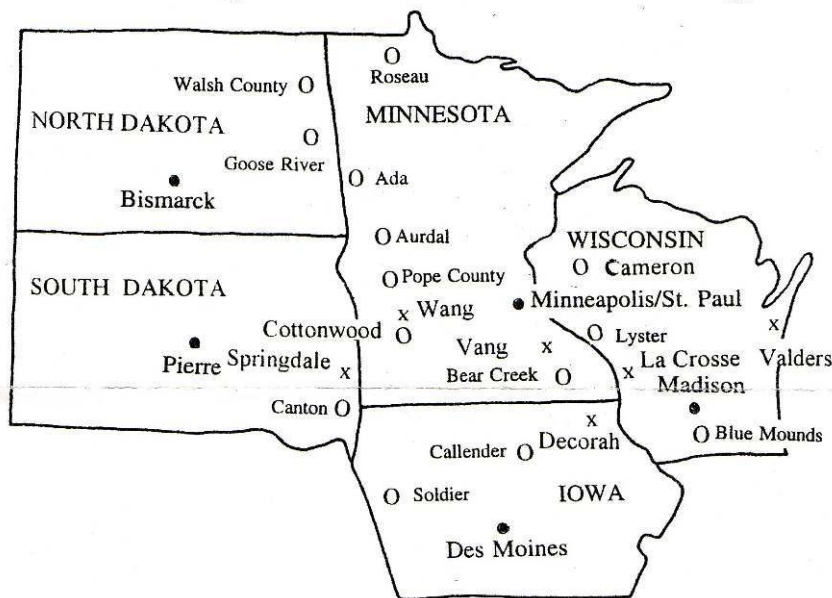 Roseau
Walsh County O
MINNESOTA
NORTH DAKOTA
Goose River
O Ada
Bismarck
O Aurdal
WISCONSIN
O Cameron
O Pope County
SOUTH DAKOTA
x Wang
Minneapolis/St. Paul
Cottonwood O
O Lyster
Vang x
x La Crosse
Valders x
Pierre
Springdale x
Bear Creek O
Madison
Canton O
O Blue Mounds
Decorah x
Callender O
O Soldier
IOWA
Des Moines